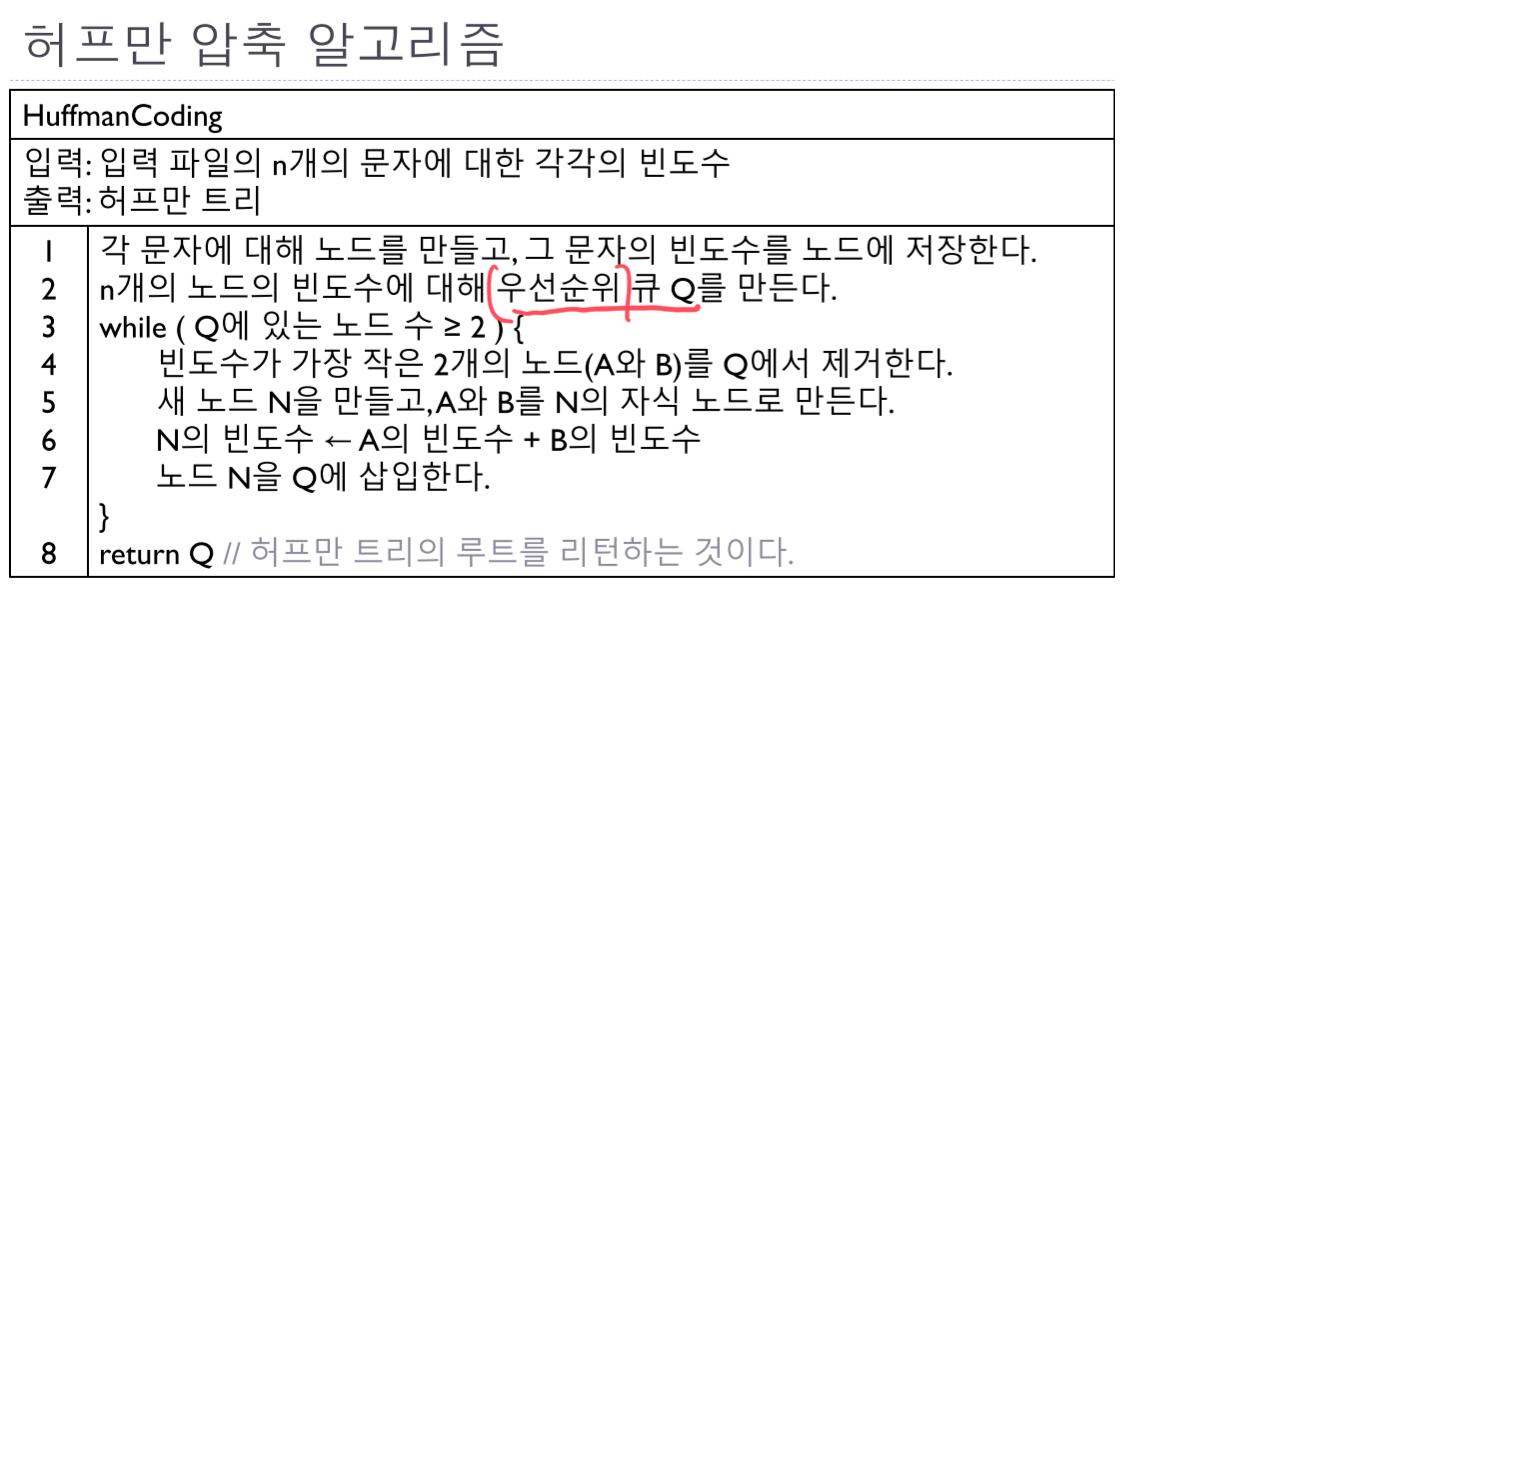 허프만 압축 알고리즘
HuffmanCoding
입력: 입력 파일의 n개의 문자에 대한 각각의 빈도수
출력: 허프만 트리
1 각 문자에 대해 노드를 만들고, 그 문자의 빈도수를 노드에 저장한다.
2 n개의 노드의 빈도수에 대해 우선순위 큐 Q를 만든다.
3 while ( Q에 있는 노드 수 ≥ 2 ) {
4 빈도수가 가장 작은 2개의 노드(A와 B)를 Q에서 제거한다.
5 새 노드 N을 만들고, A와 B를 N의 자식 노드로 만든다.
6 N의 빈도수 ← A의 빈도수 + B의 빈도수
7 노드 N을 Q에 삽입한다.
}
8 return Q // 허프만 트리의 루트를 리턴하는 것이다.